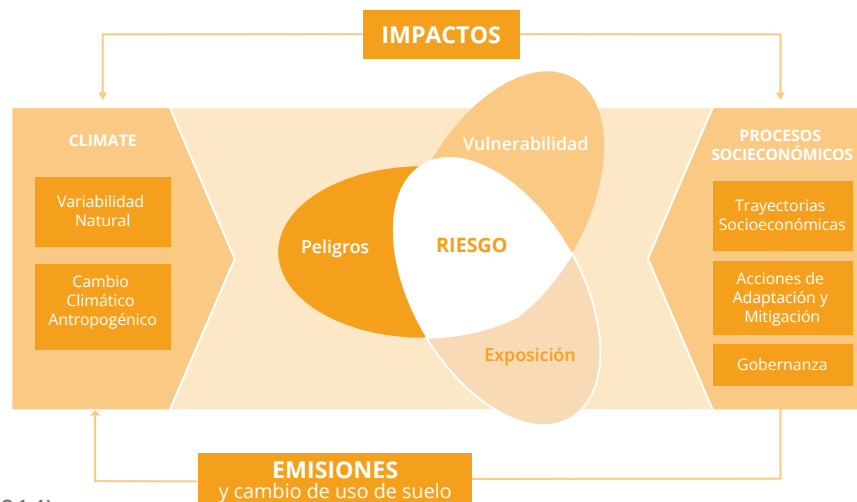 IMPACTOS
CLIMATE
Variabilidad
Natural
Cambio
Climático
Antropogénico
Vulnerabilidad
Peligros
RIESGO
Exposición
PROCESOS
SOCIECONÓMICOS
Trayectorias
Socioeconómicas
Acciones de
Adaptación y
Mitigación
Gobernanza
EMISIONES
y cambio de uso de suelo